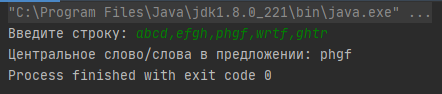 "C:\Program Files\Java\jdk1.8.0_221\bin\java.exe" ...
Введите строку: abcd,efgh,phgf,wrtf,ghtr
Центральное слово/слова в предложении: phgf
Process finished with exit code 0